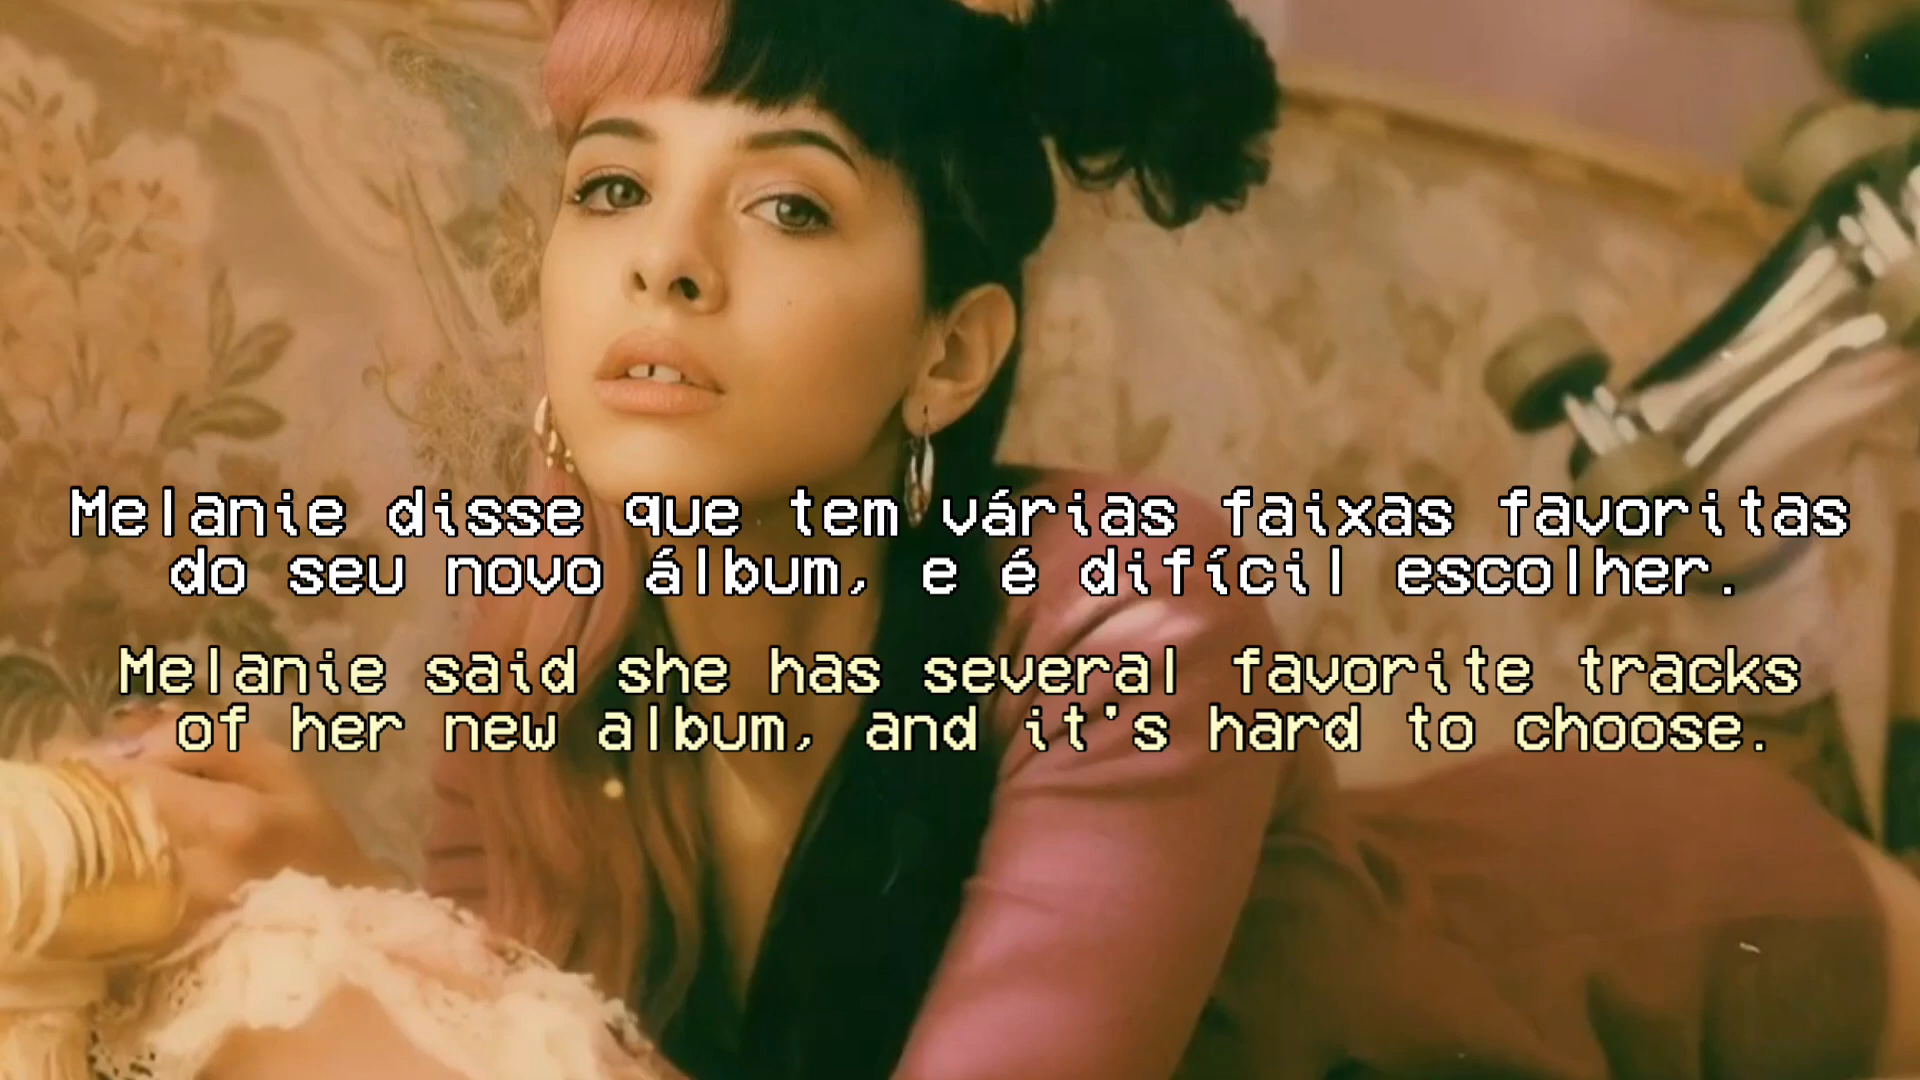 Melanie disse que tem várias faixas favoritas
do seu novo álbum, e é difícil escolher.
Melanie said she has several favorite tracks
of her new album, and it's hard to choose.